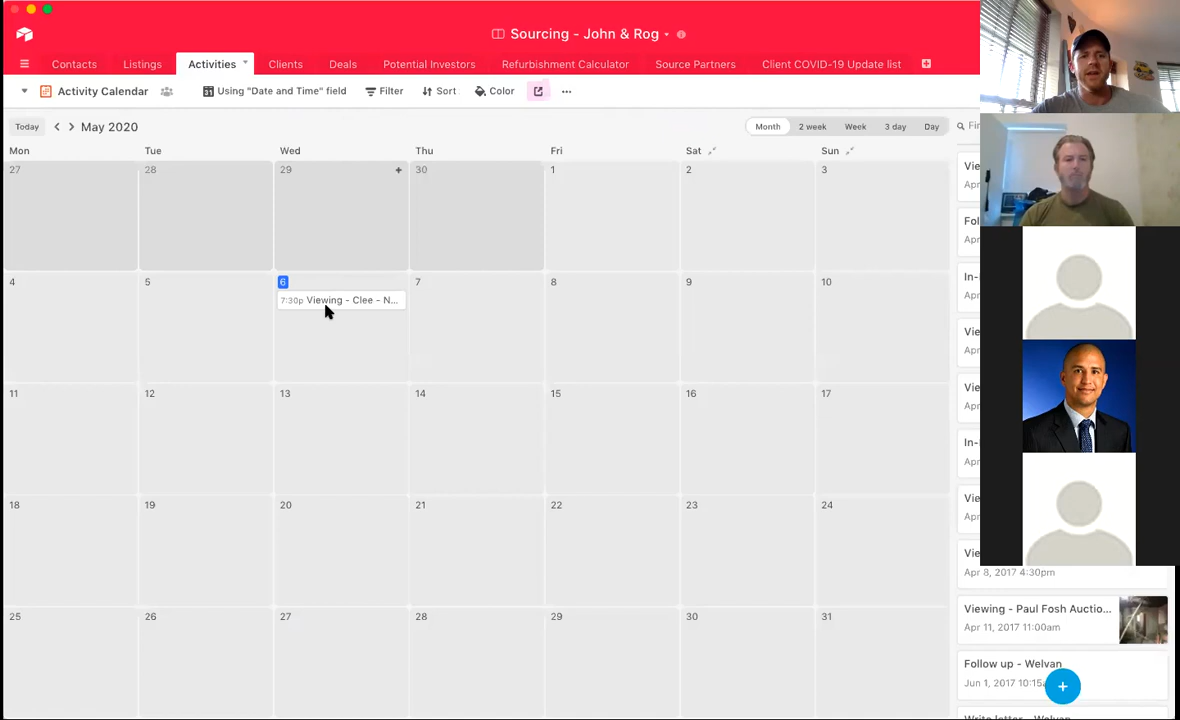 Sourcing - John & Rog
Contacts Listings Activities Clients Deals Potential Investors Refurbishment Calculator Source Partners Client COVID-19 Update list
Activity Calendar Using "Date and Time" field Filter Sort Color
Today May 2020 Month 2 week Week 3 day Day
Mon Tue Wed Thu Fri Sat Sun
27 28 29 30 1 2 3
4 5 6 7 8 9 10
7:30p Viewing - Clee - N...
11 12 13 14 15 16 17
18 19 20 21 22 23 24
25 26 27 28 29 30 31
Apr 8, 2017 4:30pm
Viewing - Paul Fosh Auctio...
Apr 11, 2017 11:00am
Follow up - Welvan
Jun 1, 2017
Write letter - Welvan